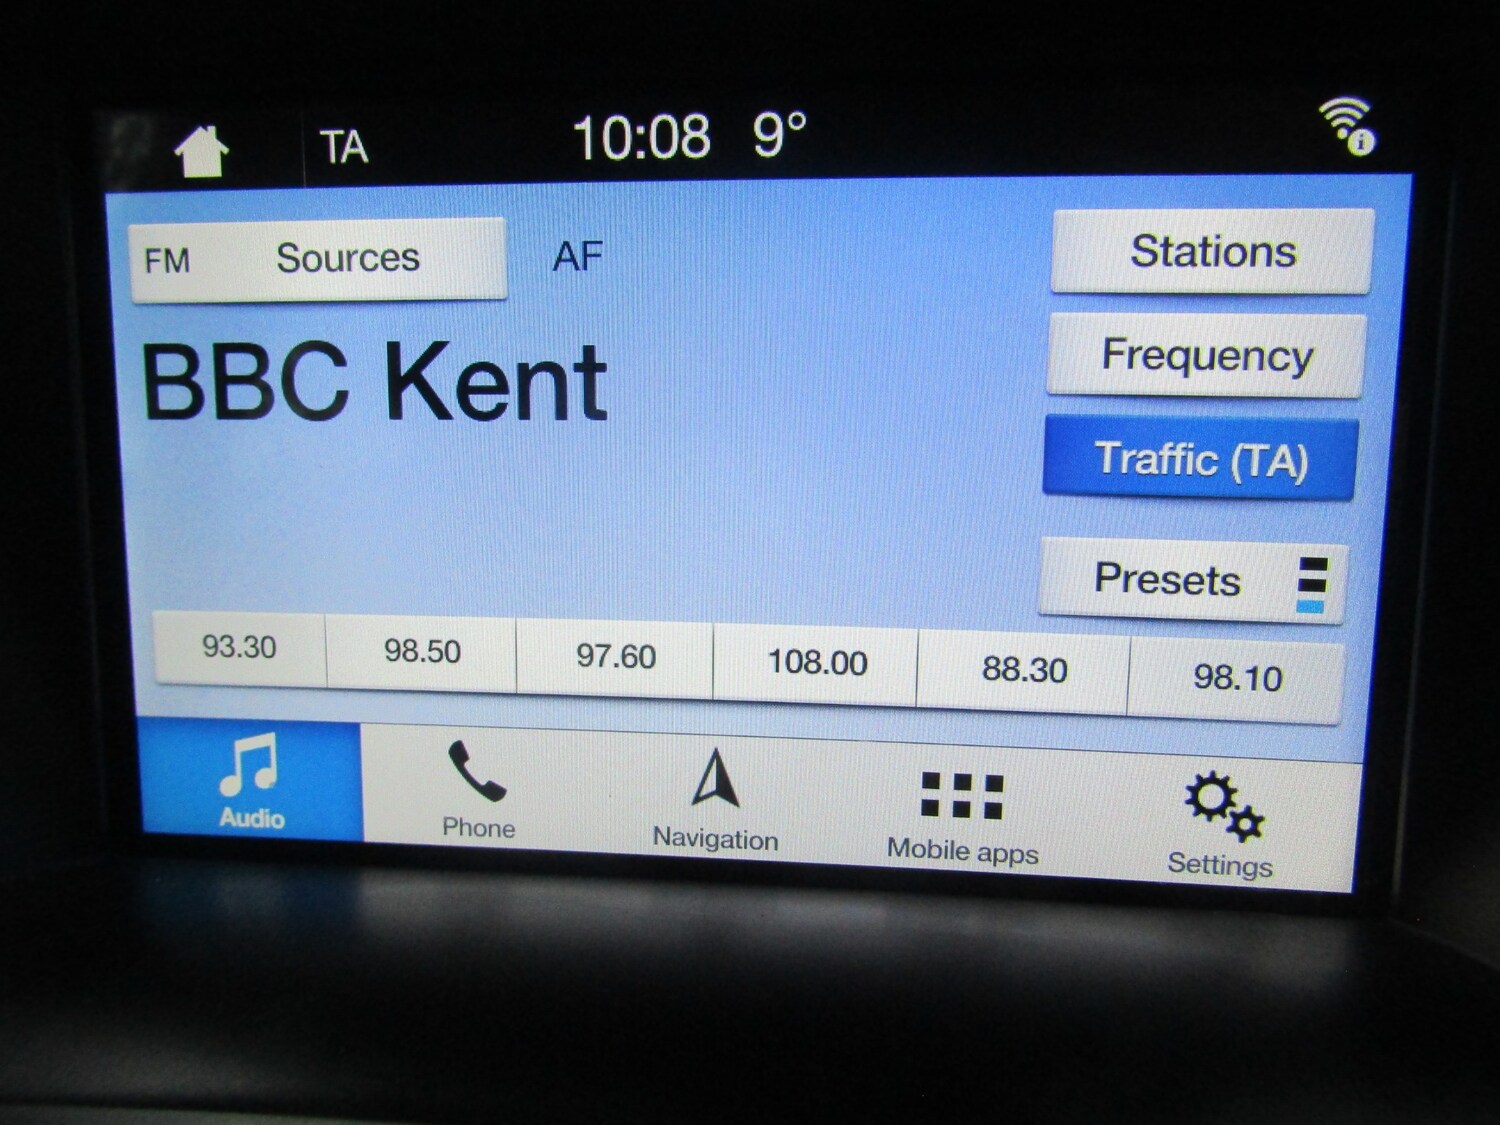 TA 10:08 9°
FM Sources AF Stations
BBC Kent
Frequency
Traffic (TA)
Presets
93.30 98.50 97.60 108.00 88.30 98.10
Audio Phone Navigation Mobile apps Settings